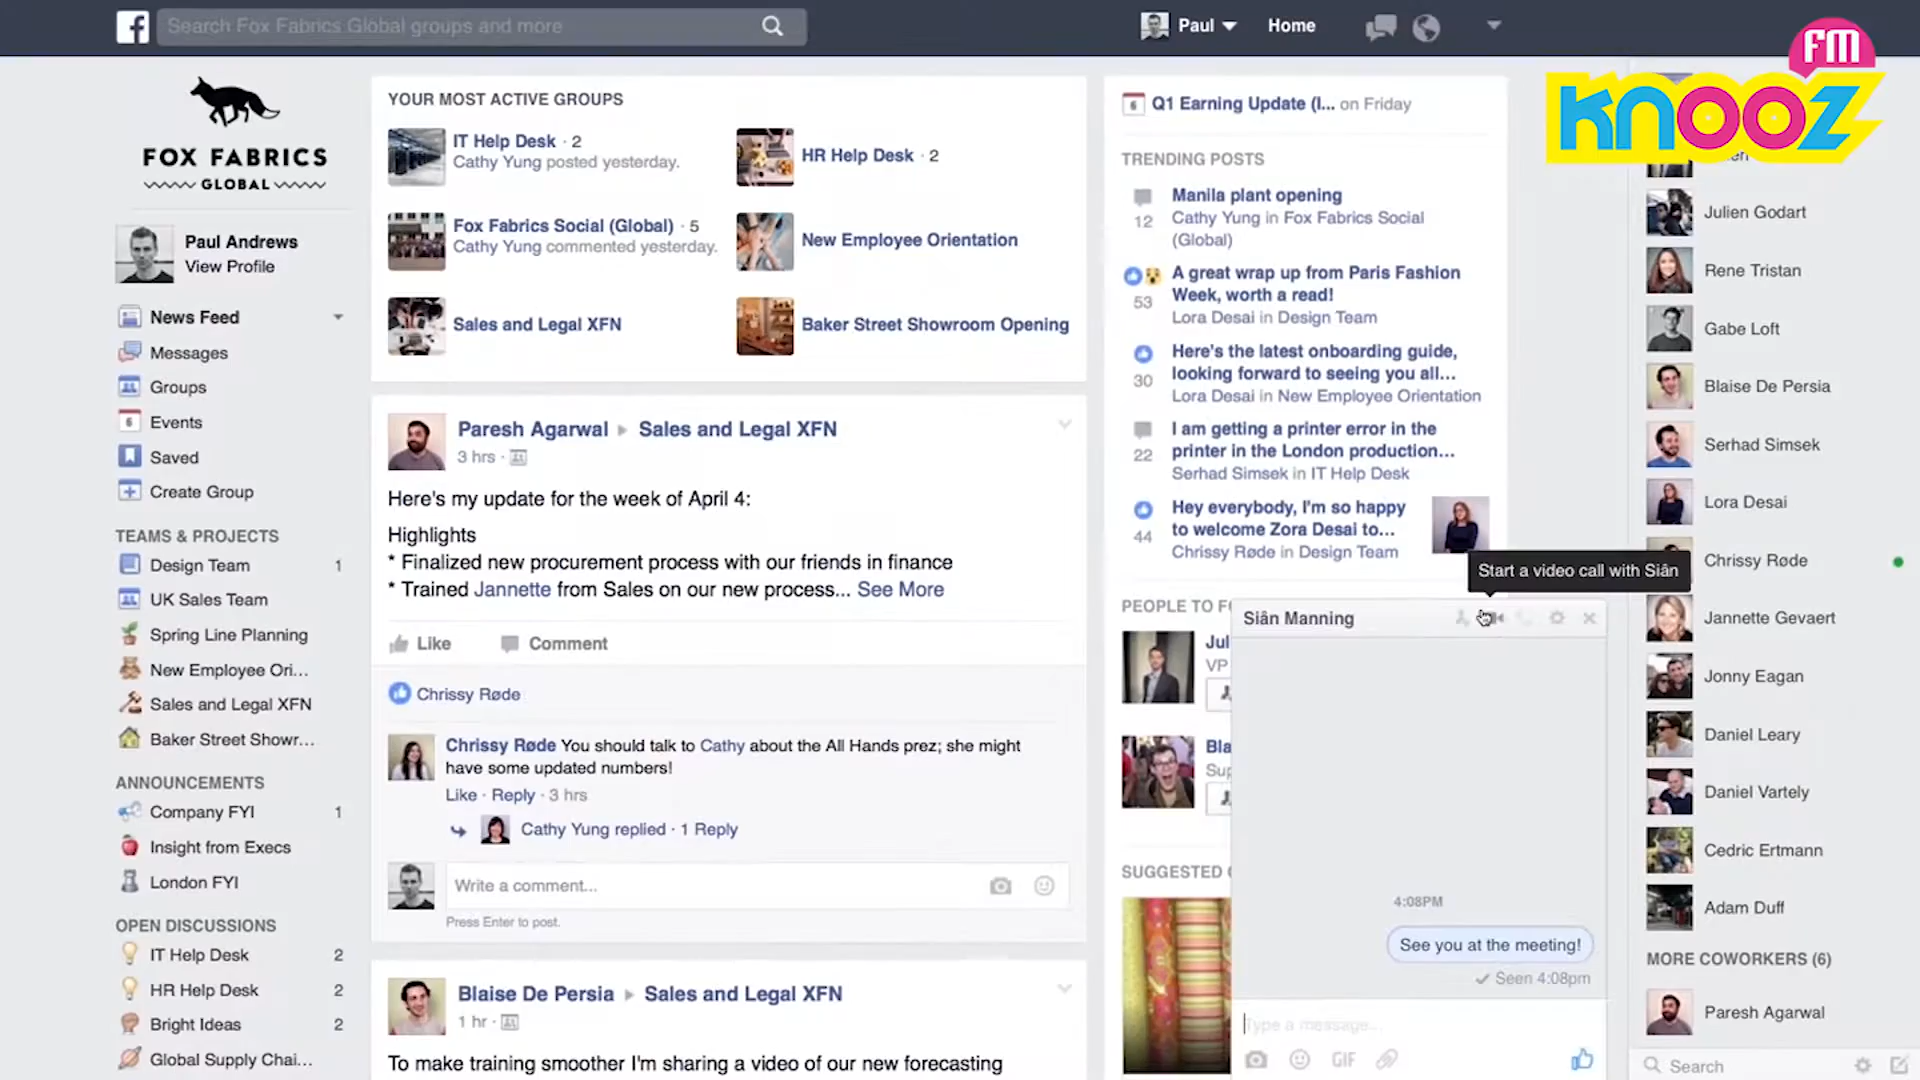 Search Fox Fabrics Global groups and more
Paul
Home
FM
KNOOZ
FOX FABRICS
GLOBAL
Paul Andrews
View Profile
News Feed
Messages
Groups
6
Events
Saved
Create Group
TEAMS & PROJECTS
Design Team 1
UK Sales Team
Spring Line Planning
New Employee Ori...
Sales and Legal XFN
Baker Street Showr...
ANNOUNCEMENTS
Company FYI 1
Insight from Execs
London FYI
OPEN DISCUSSIONS
IT Help Desk 2
HR Help Desk 2
Bright Ideas 2
Global Supply Chai...
YOUR MOST ACTIVE GROUPS
IT Help Desk · 2
Cathy Yung posted yesterday.
HR Help Desk · 2
Fox Fabrics Social (Global) · 5
Cathy Yung commented yesterday.
New Employee Orientation
Sales and Legal XFN
Baker Street Showroom Opening
Paresh Agarwal ▸ Sales and Legal XFN
3 hrs ·
Here's my update for the week of April 4:
Highlights
* Finalized new procurement process with our friends in finance
* Trained Jannette from Sales on our new process... See More
Like Comment
Chrissy Røde
Chrissy Røde You should talk to Cathy about the All Hands prez; she might
have some updated numbers!
Like · Reply · 3 hrs
Cathy Yung replied · 1 Reply
Write a comment...
Press Enter to post.
Blaise De Persia ▸ Sales and Legal XFN
1 hr ·
To make training smoother I'm sharing a video of our new forecasting
6
Q1 Earning Update (I... on Friday
TRENDING POSTS
Manila plant opening
12
Cathy Yung in Fox Fabrics Social
(Global)
A great wrap up from Paris Fashion
Week, worth a read!
53
Lora Desai in Design Team
Here's the latest onboarding guide,
looking forward to seeing you all...
30
Lora Desai in New Employee Orientation
I am getting a printer error in the
printer in the London production...
22
Serhad Simsek in IT Help Desk
Hey everybody, I'm so happy
to welcome Zora Desai to...
44
Chrissy Røde in Design Team
PEOPLE TO F
Jul
VP
Bla
Sup
SUGGESTED
Start a video call with Siân
Siân Manning
4:08PM
See you at the meeting!
Seen 4:08pm
Type a message...
GIF
Julien Godart
Rene Tristan
Gabe Loft
Blaise De Persia
Serhad Simsek
Lora Desai
Chrissy Røde
Jannette Gevaert
Jonny Eagan
Daniel Leary
Daniel Vartely
Cedric Ertmann
Adam Duff
MORE COWORKERS (6)
Paresh Agarwal
Search